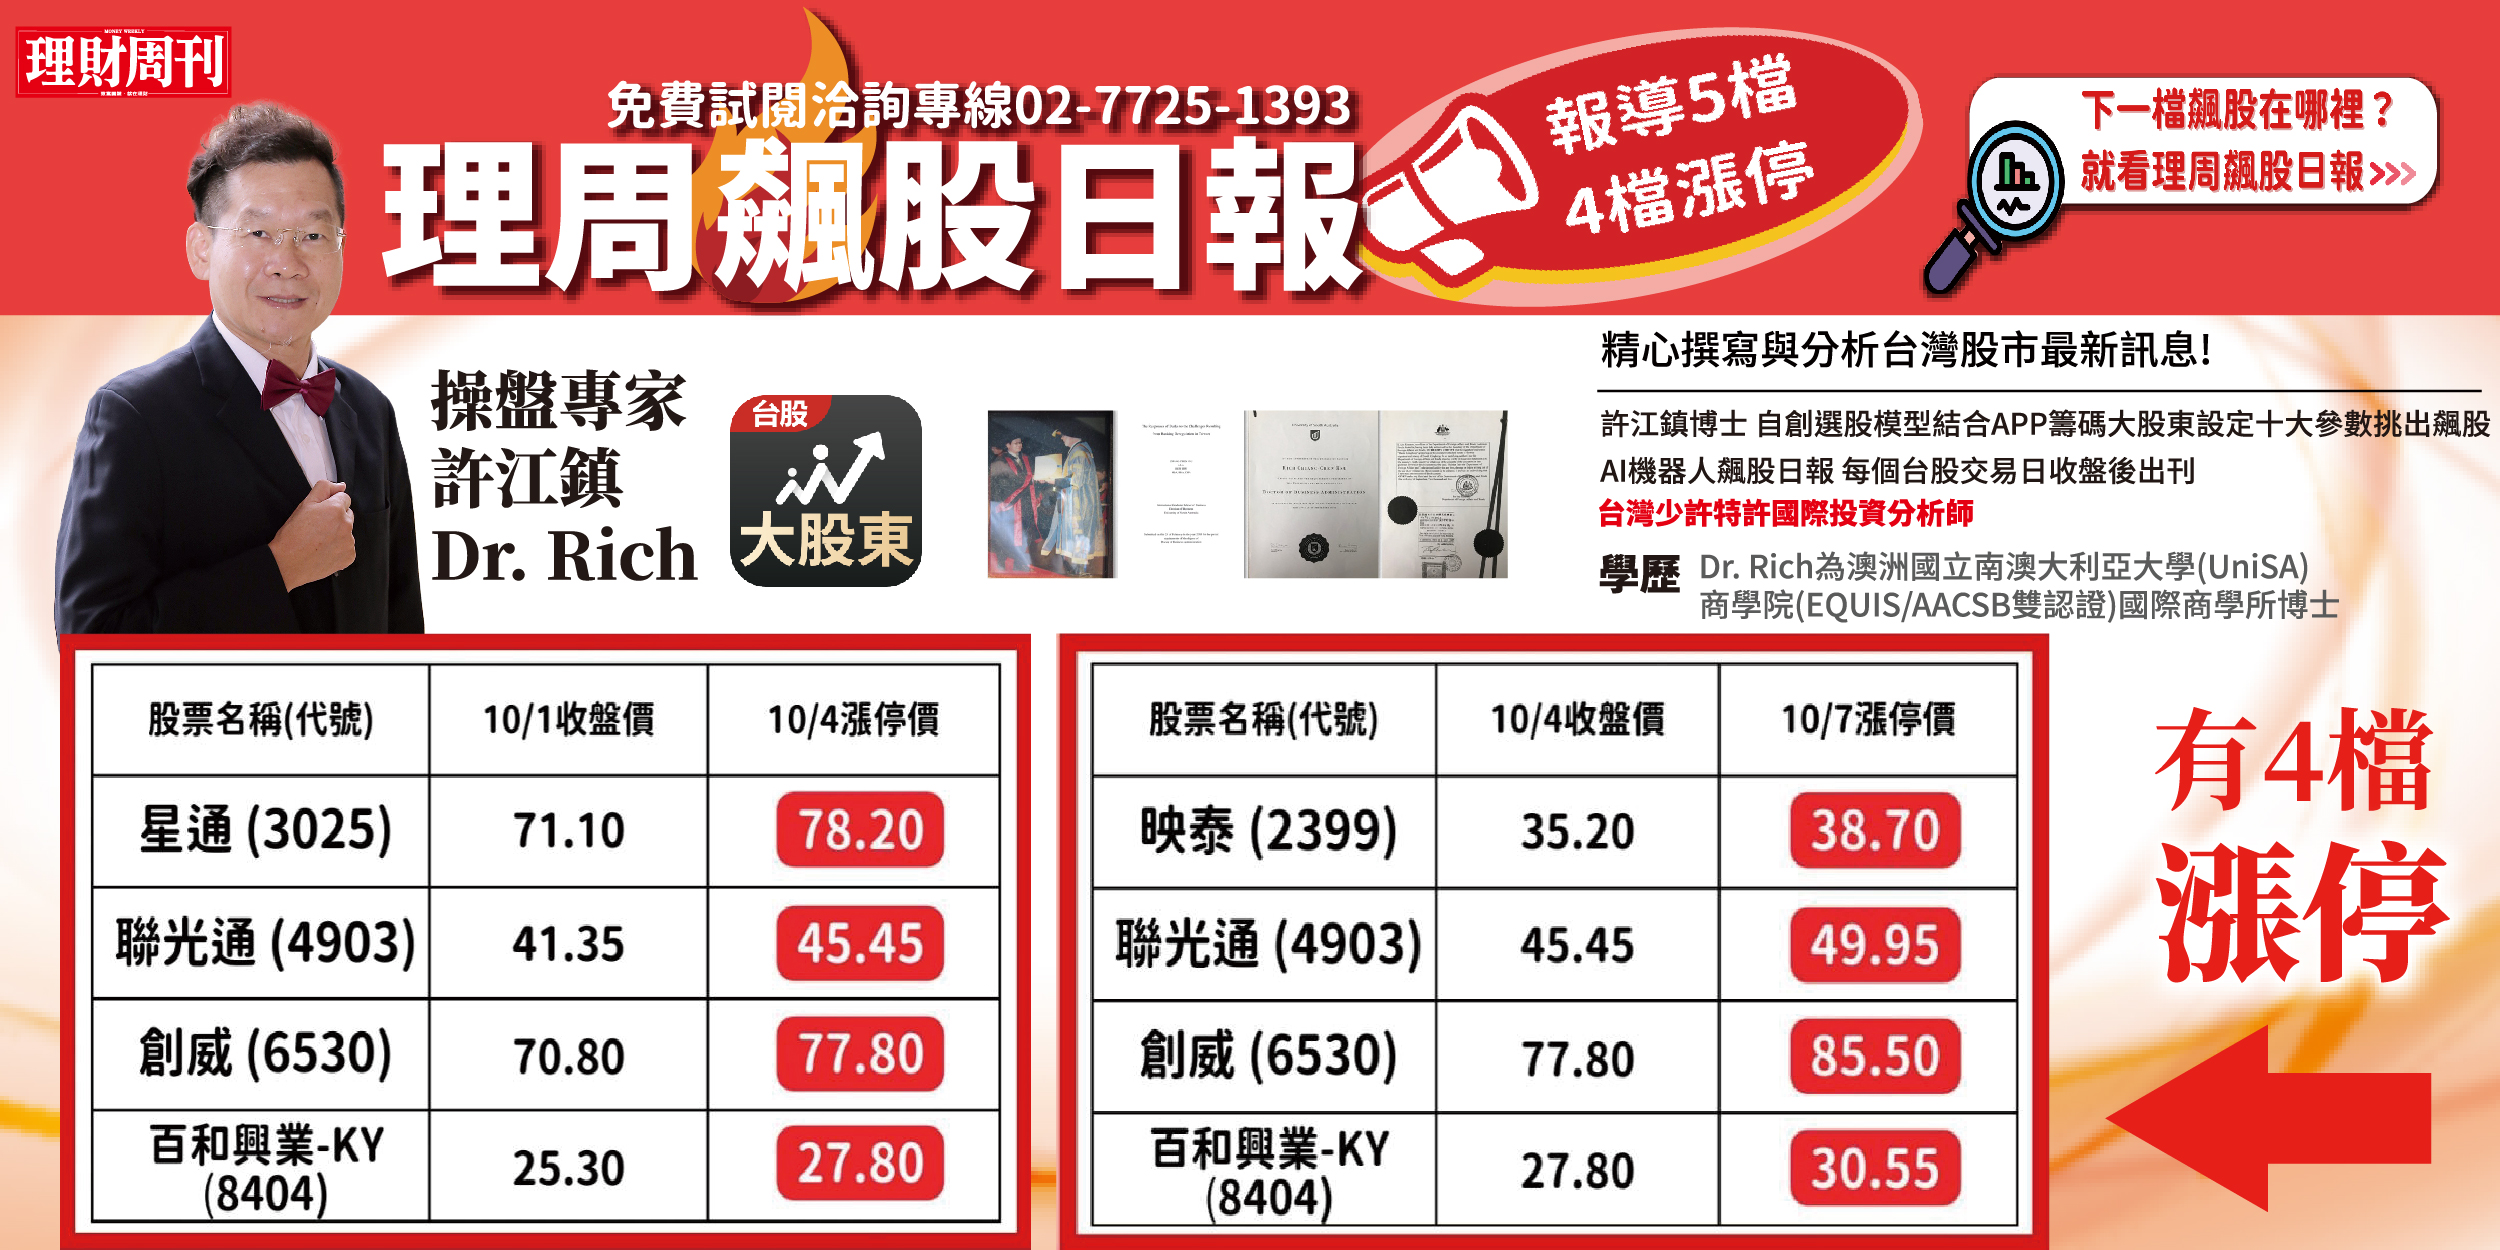 MONEY WEEKLY
理財周刊
免費試閱洽詢專線02-7725-1393
理周飆股日報
報導5檔
4檔漲停
下一檔飆股在哪裡？
就看理周飆股日報>>>
操盤專家
許江鎮
Dr. Rich
台股
大股東
University of South Australia
RICH CHIANG CHEN HSU
DOCTOR OF BUSINESS ADMINISTRATION
精心撰寫與分析台灣股市最新訊息!
許江鎮博士 自創選股模型結合APP籌碼大股東設定十大參數挑出飆股
AI機器人飆股日報 每個台股交易日收盤後出刊
台灣少許特許國際投資分析師
學歷 Dr. Rich為澳洲國立南澳大利亞大學(UniSA)
商學院(EQUIS/AACSB雙認證)國際商學所博士
股票名稱(代號) 10/1收盤價 10/4漲停價
星通 (3025) 71.10 78.20
聯光通 (4903) 41.35 45.45
創威 (6530) 70.80 77.80
百和興業-KY
(8404) 25.30 27.80
股票名稱(代號) 10/4收盤價 10/7漲停價
映泰 (2399) 35.20 38.70
聯光通 (4903) 45.45 49.95
創威 (6530) 77.80 85.50
百和興業-KY
(8404) 27.80 30.55
有4檔
漲停